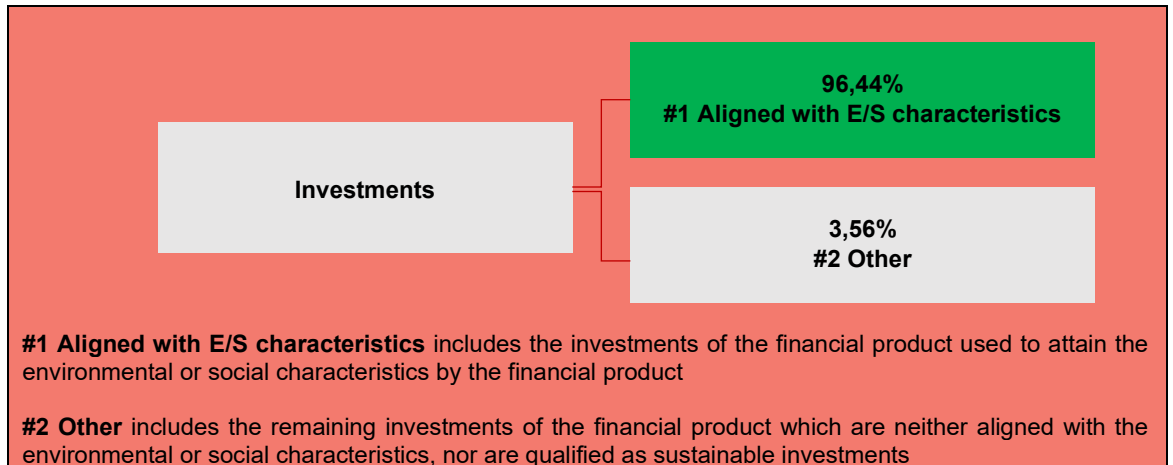 96,44%
#1 Aligned with E/S characteristics
Investments
3,56%
#2 Other
#1 Aligned with E/S characteristics includes the investments of the financial product used to attain the
environmental or social characteristics by the financial product
#2 Other includes the remaining investments of the financial product which are neither aligned with the
environmental or social characteristics, nor are qualified as sustainable investments